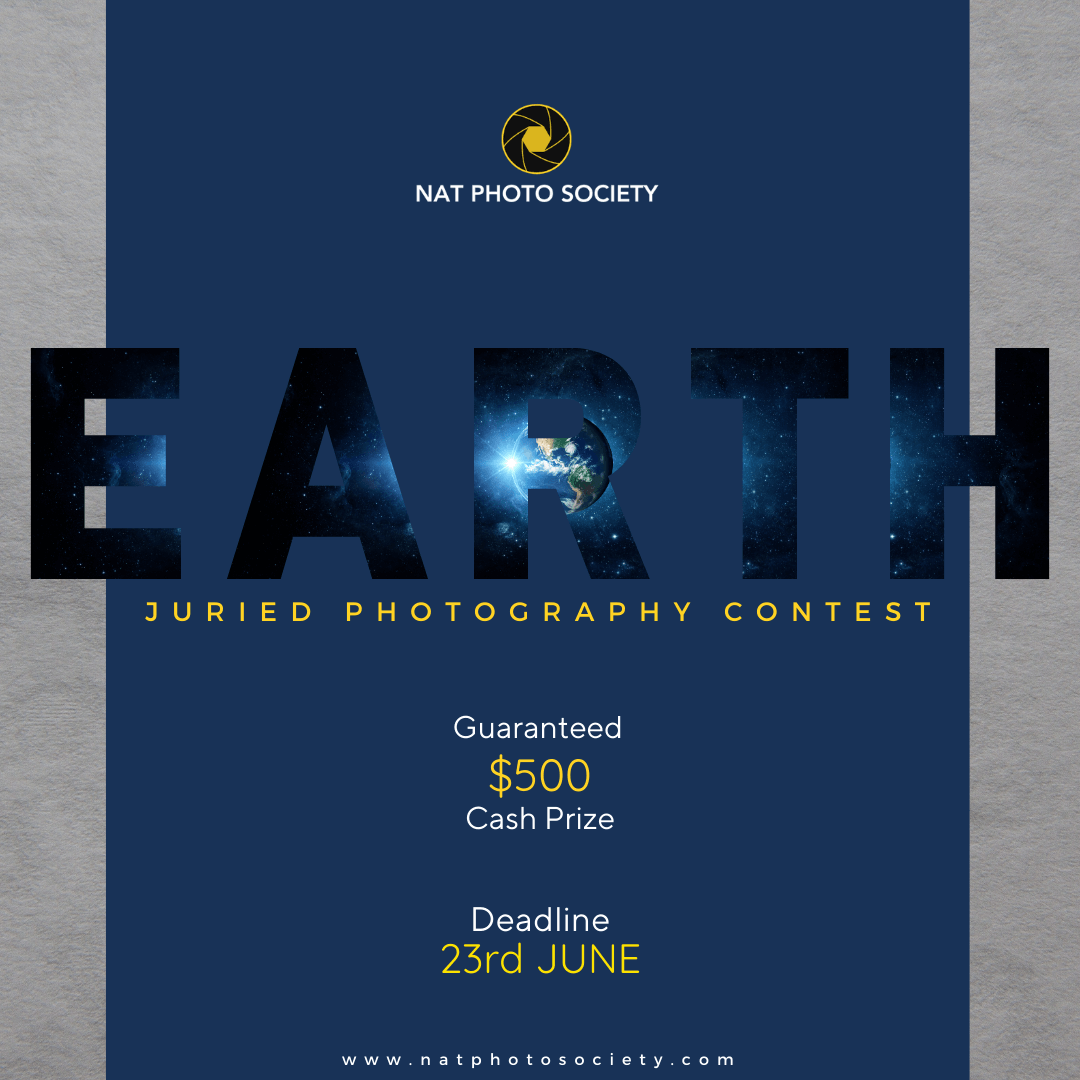 NAT PHOTO SOCIETY
EARTH
JURIED PHOTOGRAPHY CONTEST
Guaranteed
$500
Cash Prize
Deadline
23rd JUNE
www.natphotosociety.com